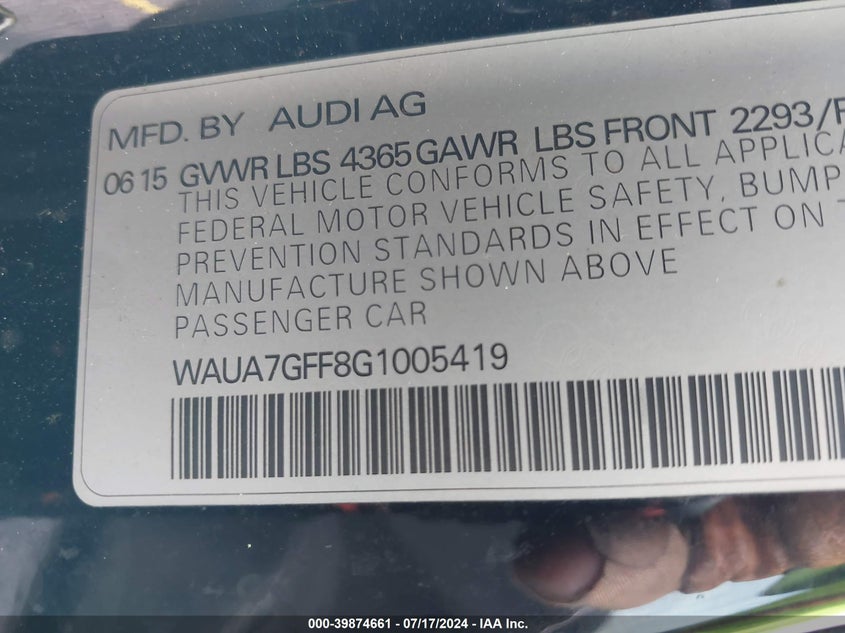 MFD. BY AUDI AG
06 15 GVWR LBS 4365 GAWR LBS FRONT 2293/
THIS VEHICLE CONFORMS TO ALL
FEDERAL MOTOR VEHICLE SAFETY, BUMP
PREVENTION STANDARDS IN EFFECT ON
MANUFACTURE SHOWN ABOVE
PASSENGER CAR
WAUA7GFF8G1005419
000-39874661 / 07/17/2024 - IAA Inc.